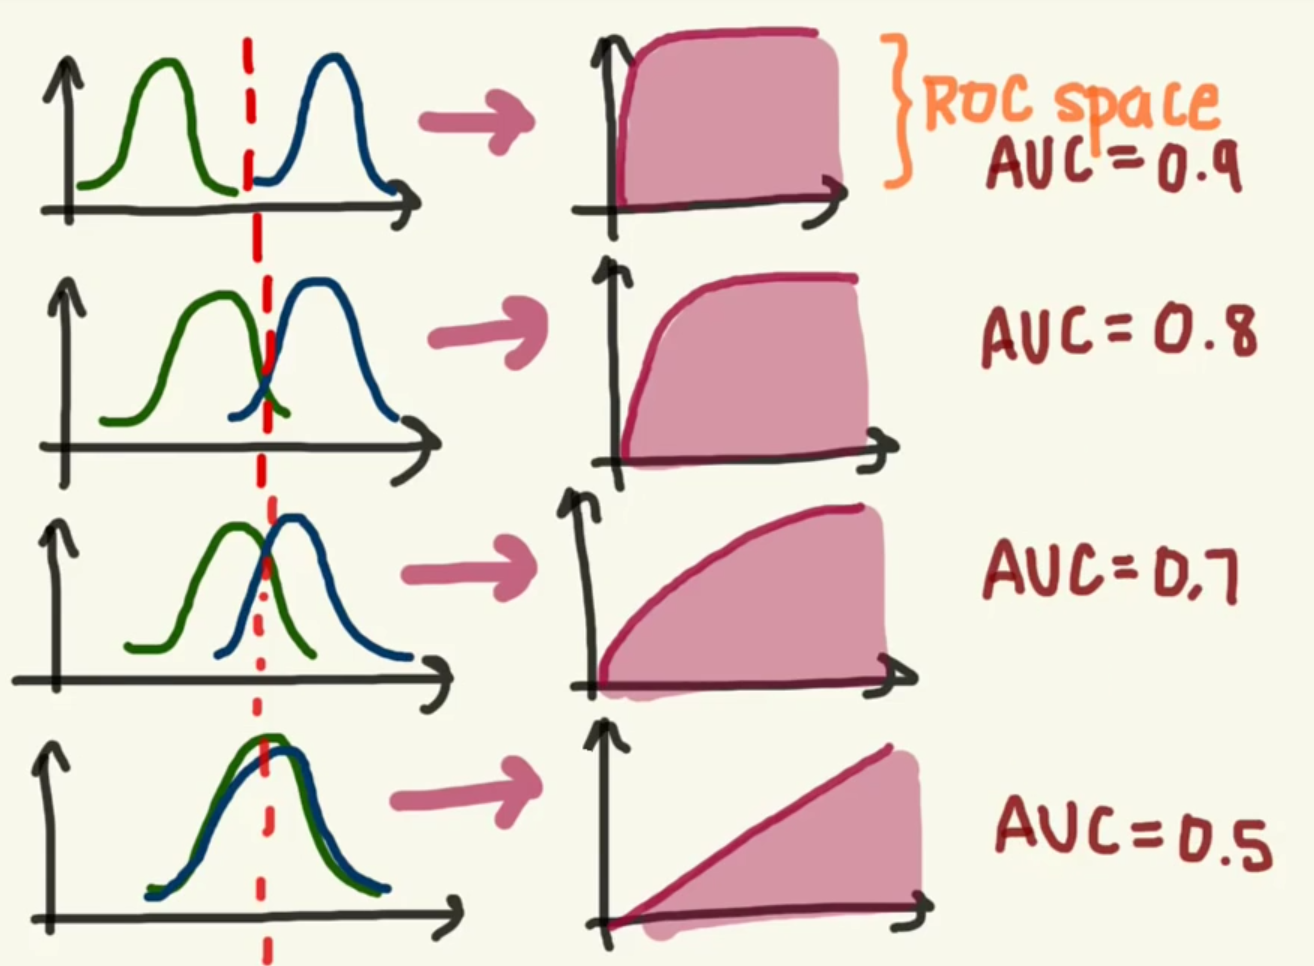 ROC space
AUC = 0.9
AUC = 0.8
AUC = 0.7
AUC = 0.5